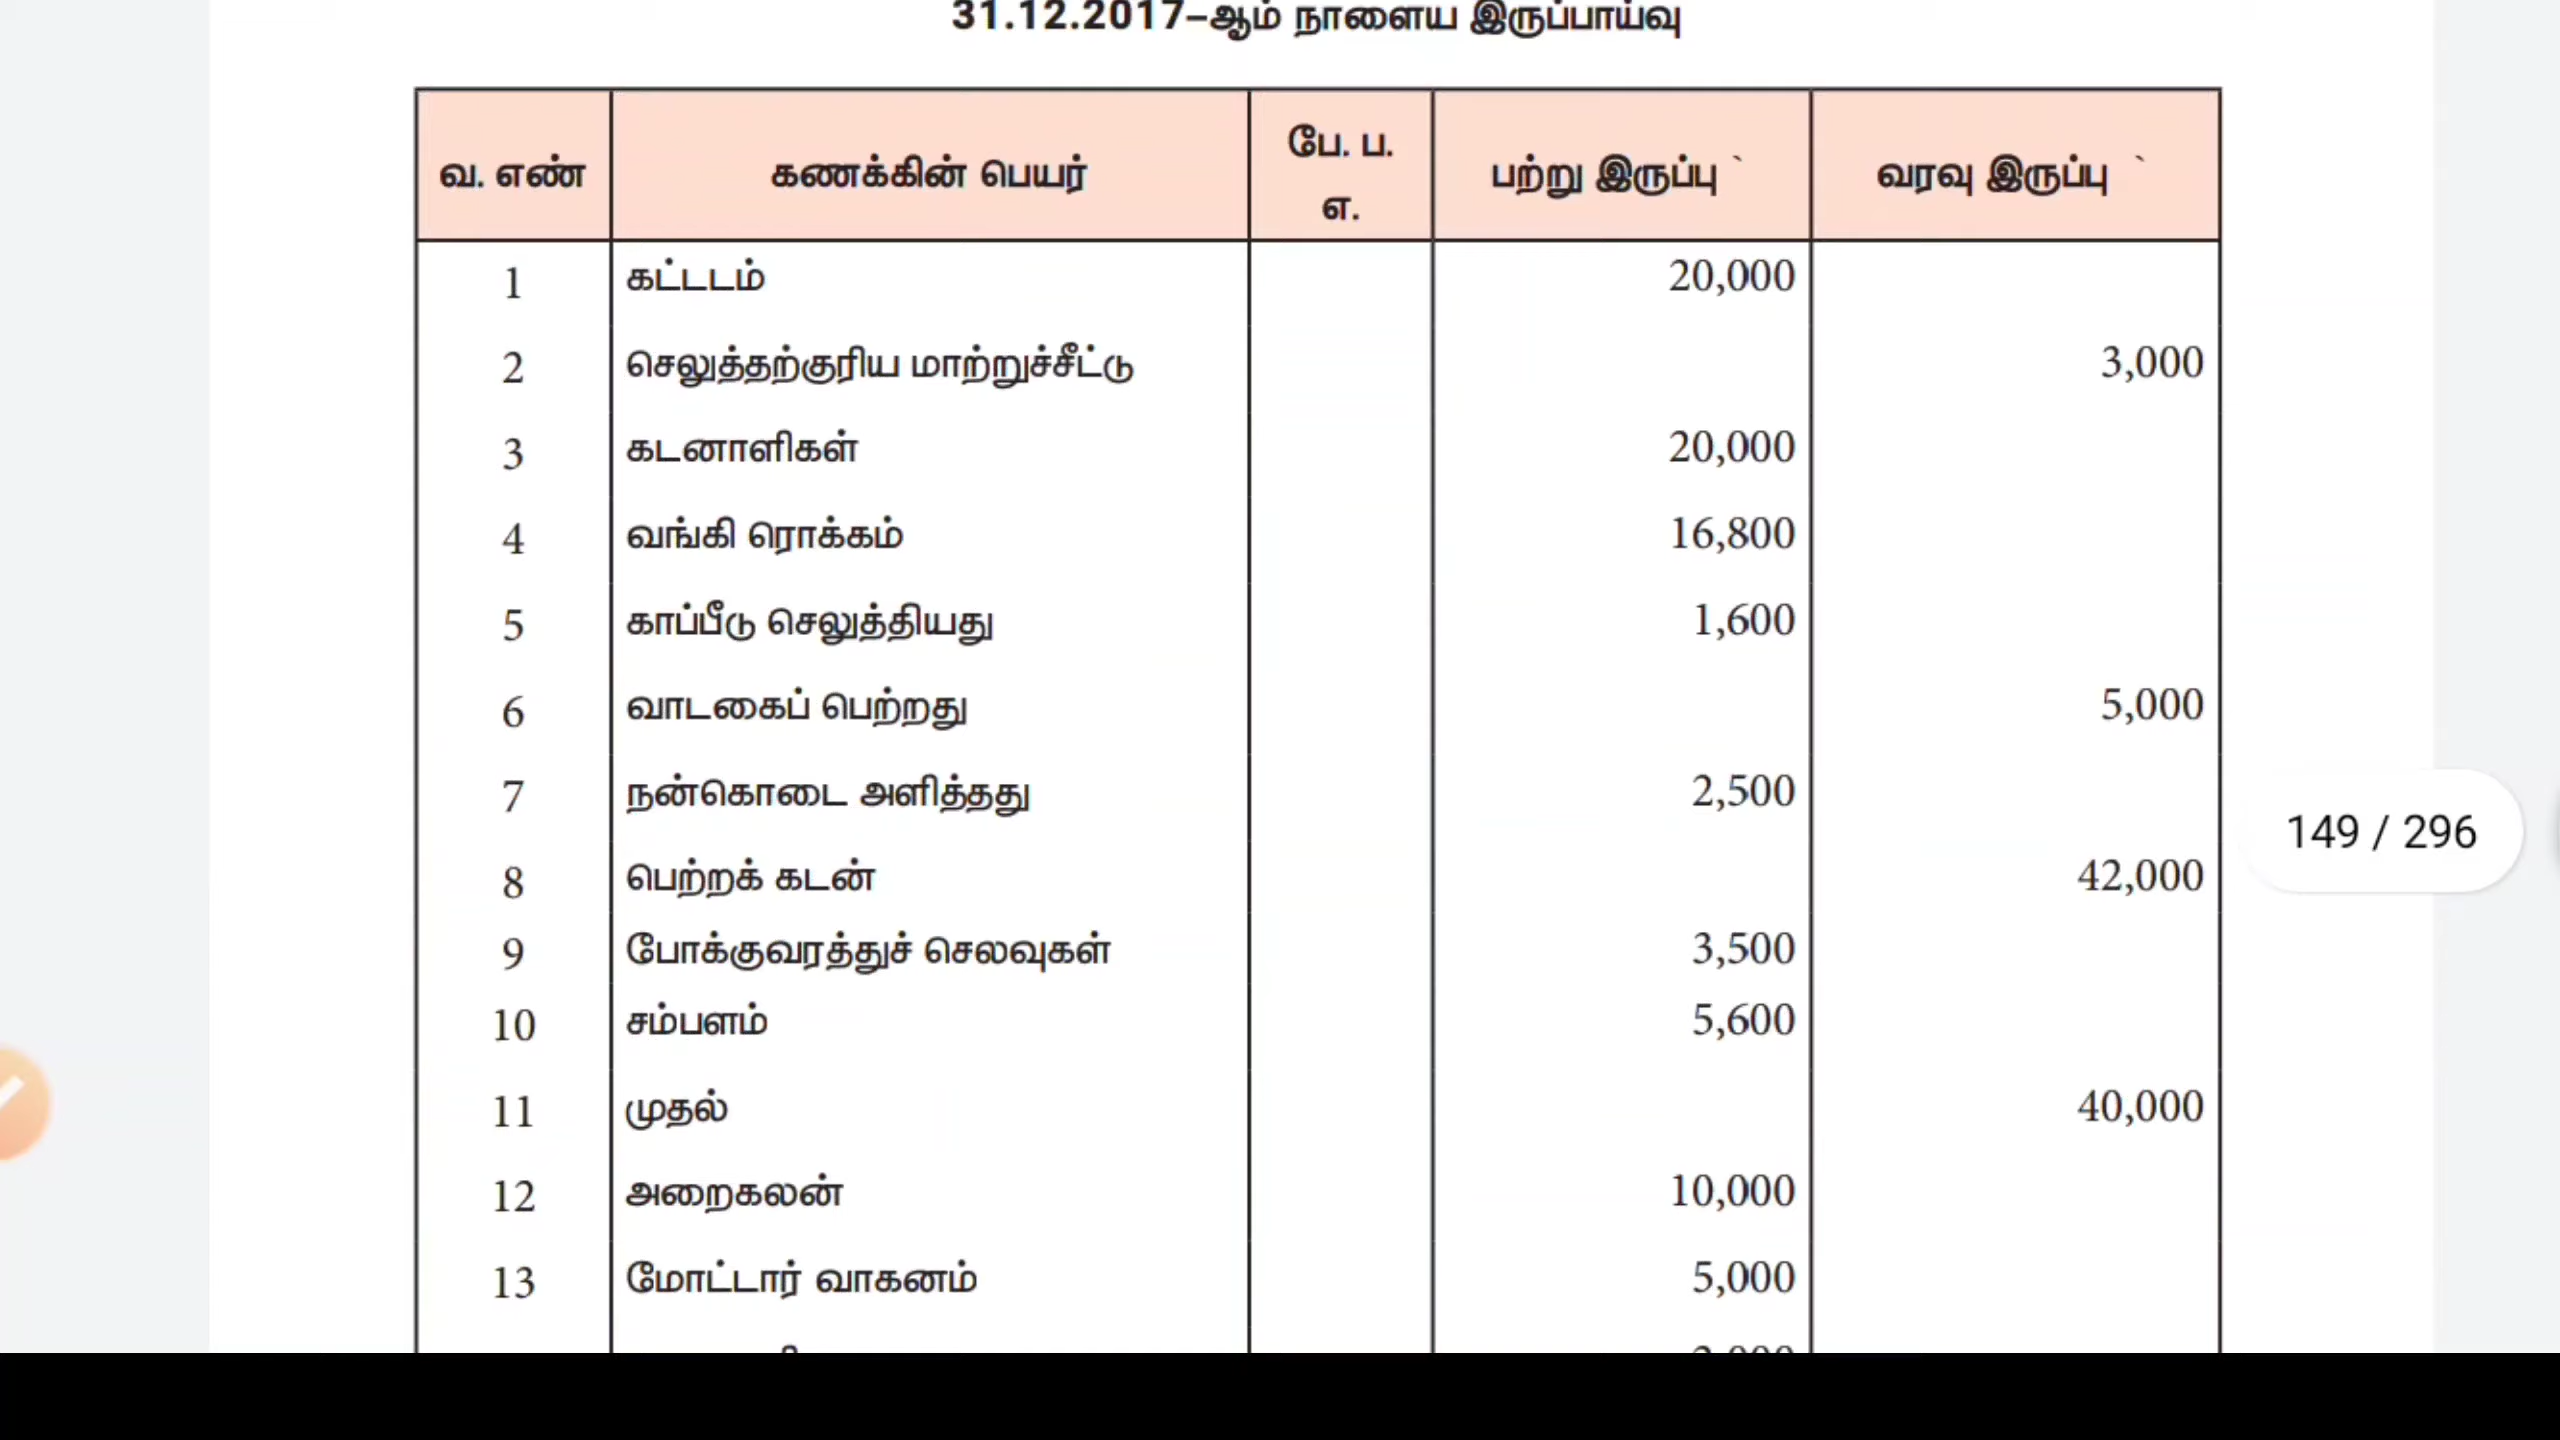 31.12.2017–ஆம் நாளைய இருப்பாய்வு
வ. எண் கணக்கின் பெயர் பே. ப. எ. பற்று இருப்பு ` வரவு இருப்பு `
1 கட்டடம் 20,000
2 செலுத்தற்குரிய மாற்றுச்சீட்டு 3,000
3 கடனாளிகள் 20,000
4 வங்கி ரொக்கம் 16,800
5 காப்பீடு செலுத்தியது 1,600
6 வாடகைப் பெற்றது 5,000
7 நன்கொடை அளித்தது 2,500
8 பெற்றக் கடன் 42,000
9 போக்குவரத்துச் செலவுகள் 3,500
10 சம்பளம் 5,600
11 முதல் 40,000
12 அறைகலன் 10,000
13 மோட்டார் வாகனம் 5,000
149 / 296